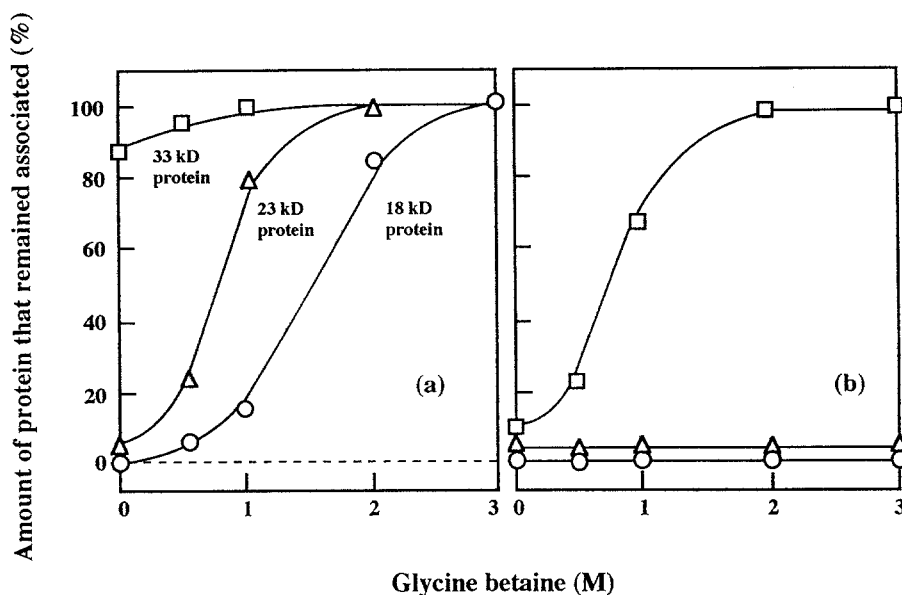 Amount of protein that remained associated (%)
100
80
60
40
20
0
33 kD
protein
23 kD
protein
18 kD
protein
(a)
(b)
0
1
2
3
0
1
2
3
Glycine betaine (M)